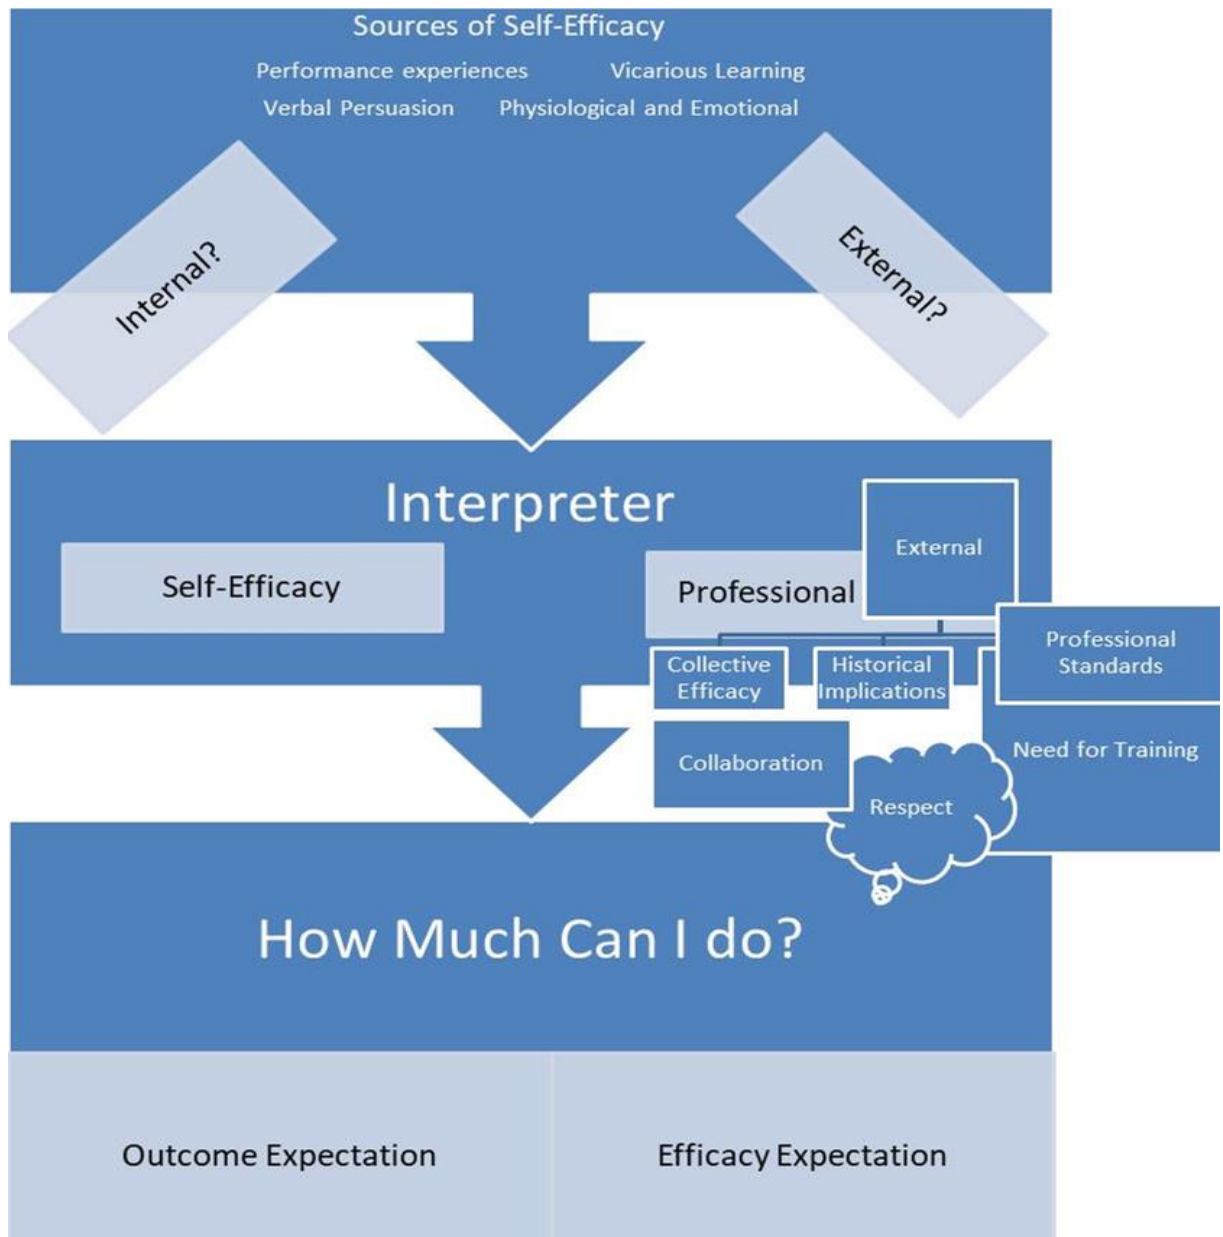 Sources of Self-Efficacy
Performance experiences Vicarious Learning
Verbal Persuasion Physiological and Emotional
Internal?
External?
Interpreter
External
Self-Efficacy
Professional
Professional
Standards
Collective
Efficacy
Historical
Implications
Collaboration
Need for Training
Respect
How Much Can I do?
Outcome Expectation
Efficacy Expectation